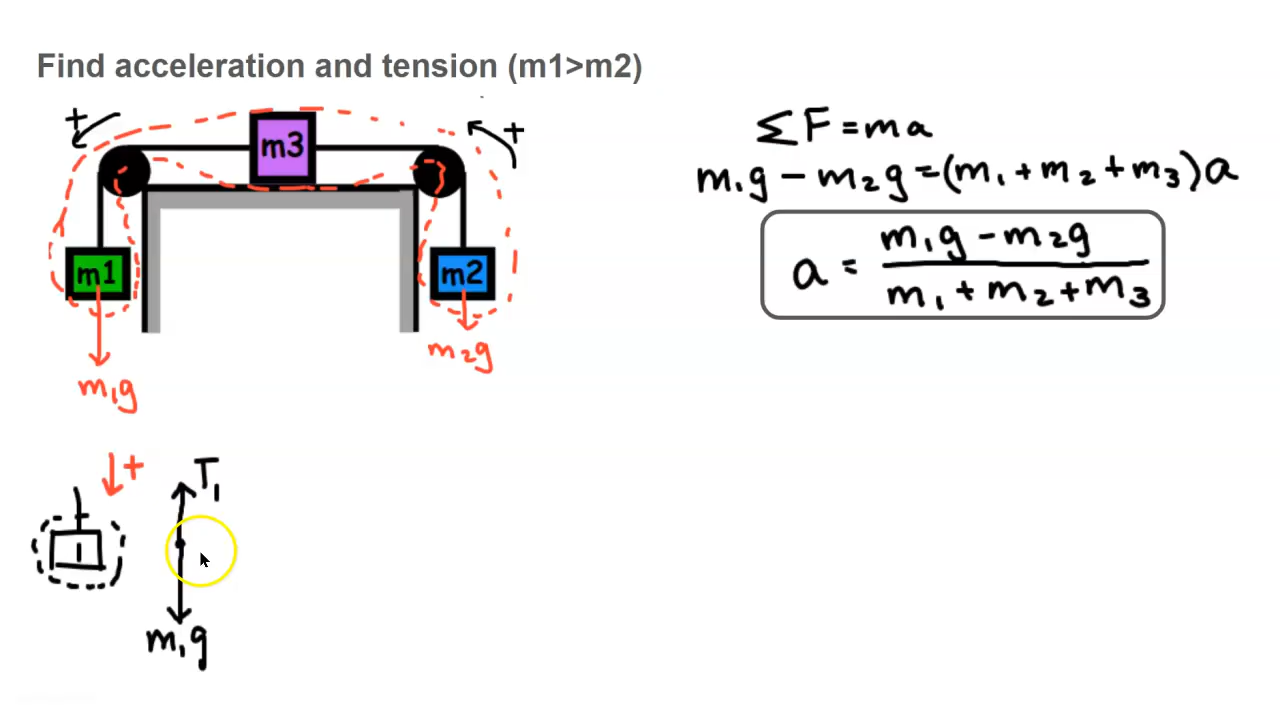 Find acceleration and tension (m1>m2)
+
+
m3
m1
m2
m₁g
m₂g
ΣF = ma
m₁g - m₂g = (m₁ + m₂ + m₃)a
a = m₁g - m₂g
m₁ + m₂ + m₃
+
T₁
1
m₁g